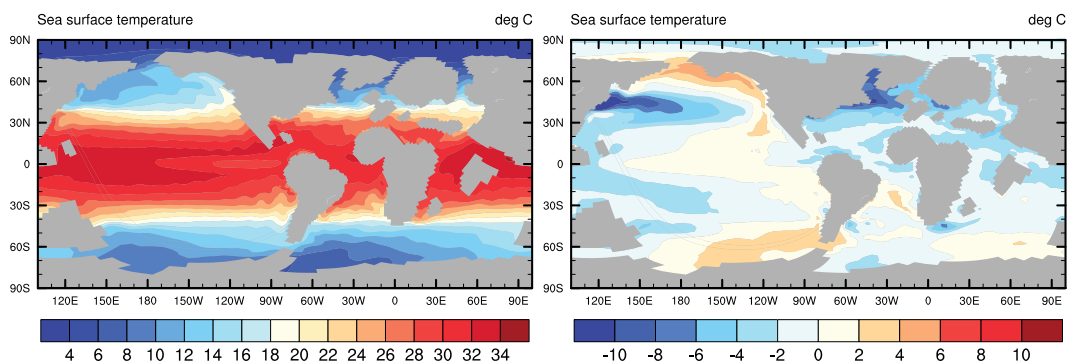 Sea surface temperature deg C
90N
60N
30N
0
30S
60S
90S
120E 150E 180 150W 120W 90W 60W 30W 0 30E 60E 90E
4 6 8 10 12 14 16 18 20 22 24 26 28 30 32 34
Sea surface temperature deg C
90N
60N
30N
0
30S
60S
90S
120E 150E 180 150W 120W 90W 60W 30W 0 30E 60E 90E
-10 -8 -6 -4 -2 0 2 4 6 8 10